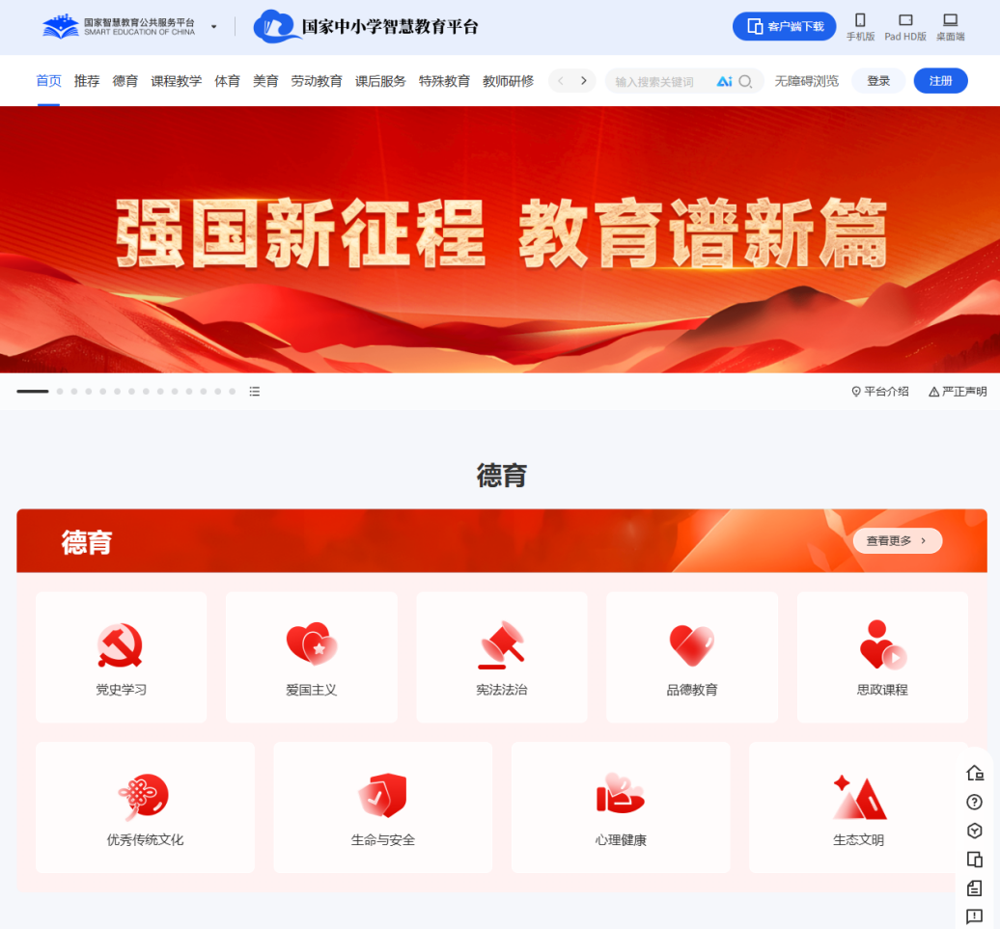 国家智慧教育公共服务平台
SMART EDUCATION OF CHINA
国家中小学智慧教育平台
客户端下载
手机版
Pad HD版
桌面端
首页 推荐 德育 课程教学 体育 美育 劳动教育 课后服务 特殊教育 教师研修
输入搜索关键词
Ai
无障碍浏览
登录
注册
强国新征程 教育谱新篇
平台介绍
严正声明
德育
德育
查看更多
党史学习
爱国主义
宪法法治
品德教育
思政课程
优秀传统文化
生命与安全
心理健康
生态文明